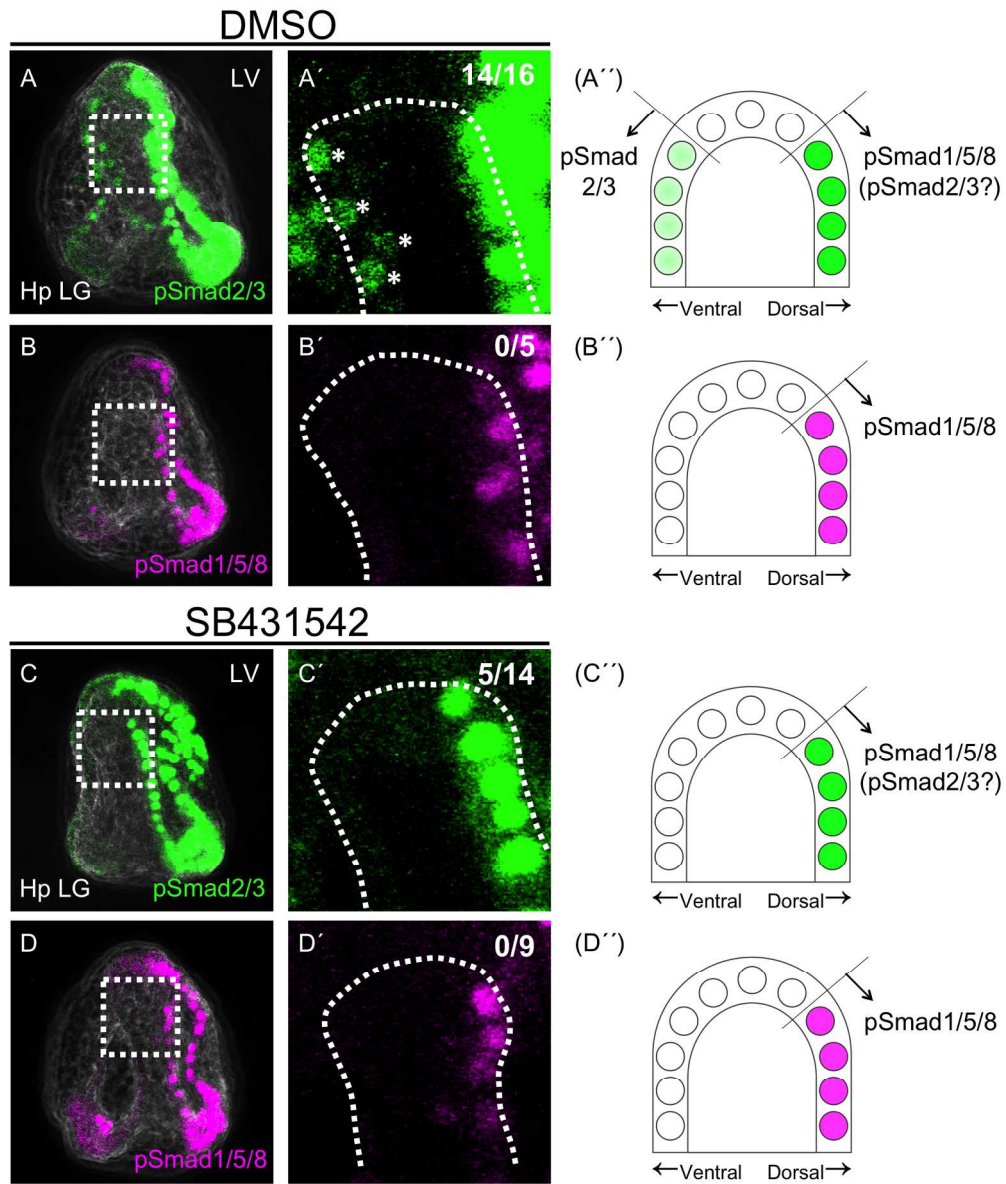 DMSO
A LV
Hp LG pSmad2/3
A´ 14/16
*
*
*
*
(A´´)
pSmad
2/3
pSmad1/5/8
(pSmad2/3?)
←Ventral Dorsal→
B
pSmad1/5/8
B´ 0/5
(B´´)
pSmad1/5/8
←Ventral Dorsal→
SB431542
C LV
Hp LG pSmad2/3
C´ 5/14
(C´´)
pSmad1/5/8
(pSmad2/3?)
←Ventral Dorsal→
D
pSmad1/5/8
D´ 0/9
(D´´)
pSmad1/5/8
←Ventral Dorsal→